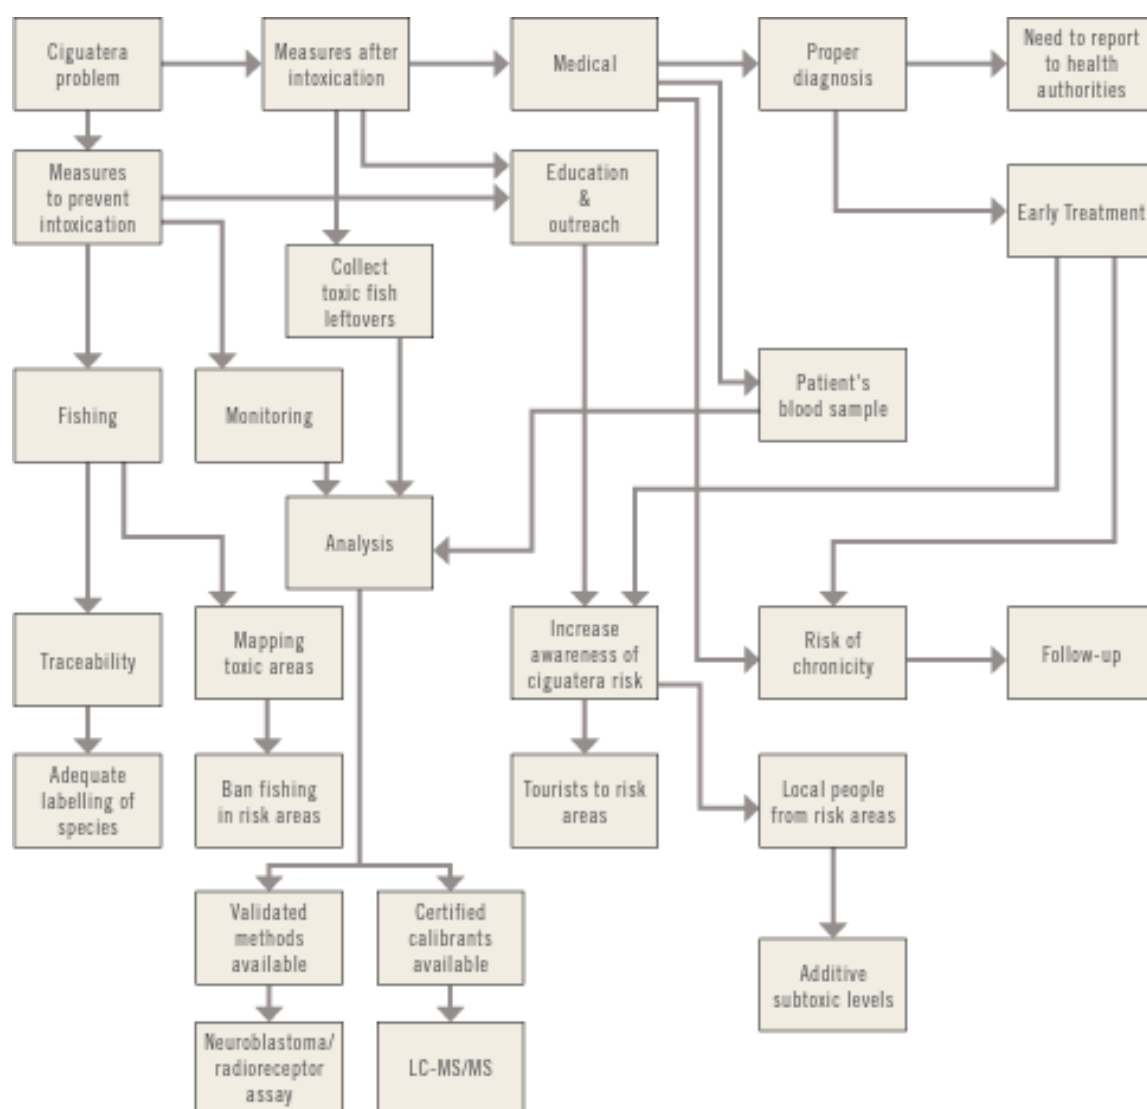 Ciguatera
problem
Measures after
intoxication
Medical
Proper
diagnosis
Need to report
to health
authorities
Measures
to prevent
intoxication
Education
&
outreach
Early Treatment
Collect
toxic fish
leftovers
Fishing
Monitoring
Patient's
blood sample
Analysis
Traceability
Mapping
toxic areas
Increase
awareness of
ciguatera risk
Risk of
chronicity
Follow-up
Adequate
labelling of
species
Ban fishing
in risk areas
Tourists to risk
areas
Local people
from risk areas
Validated
methods
available
Certified
calibrants
available
Additive
subtoxic levels
Neuroblastoma/
radioreceptor
assay
LC-MS/MS